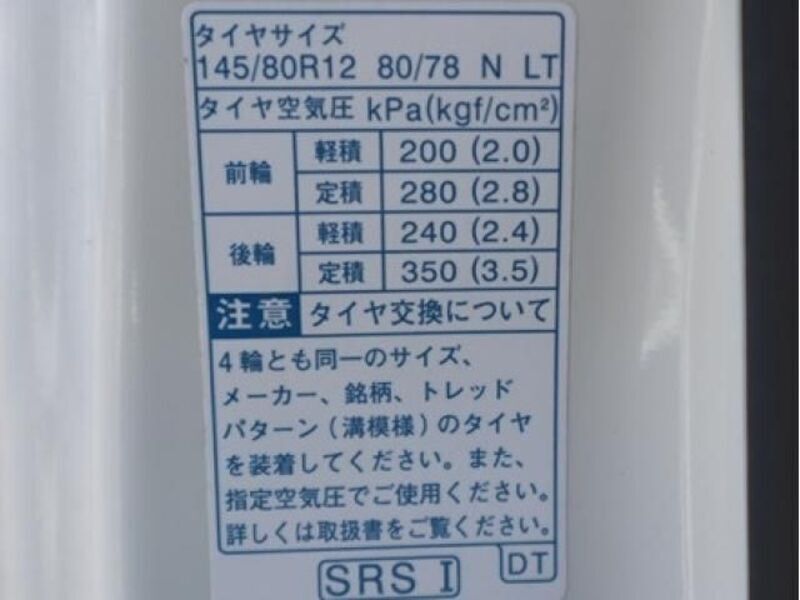 タイヤサイズ
145/80R12 80/78 N LT
タイヤ空気圧 kPa(kgf/cm²)
前輪 軽積 200 (2.0)
定積 280 (2.8)
後輪 軽積 240 (2.4)
定積 350 (3.5)
注意 タイヤ交換について
4輪とも同一のサイズ、
メーカー、銘柄、トレッド
パターン(溝模様)のタイヤ
を装着してください。また、
指定空気圧でご使用ください。
詳しくは取扱書をご覧ください。
DT
SRS I